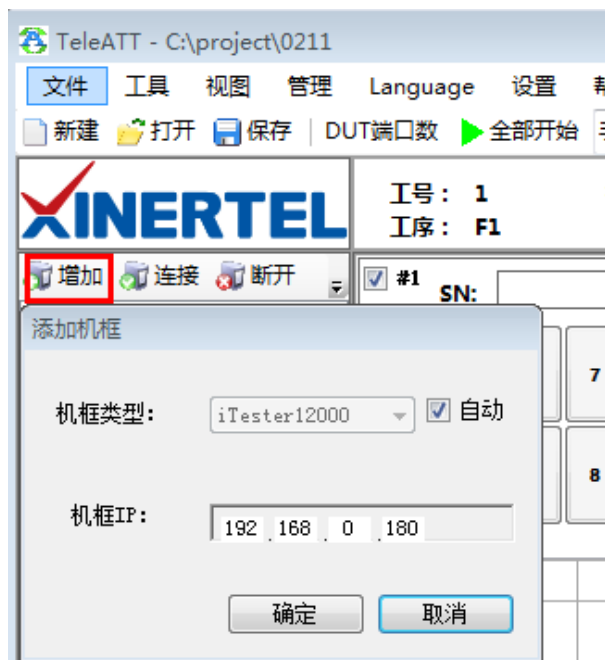 TeleATT - C:\project\0211
文件 工具 视图 管理 Language 设置
新建 打开 保存 DUT端口数 全部开始
XINERTEL
工号: 1
工序: F1
增加 连接 断开
#1 SN:
添加机框
机框类型: iTester12000 自动
7
机框IP: 192 .168 . 0 .180
8
确定 取消